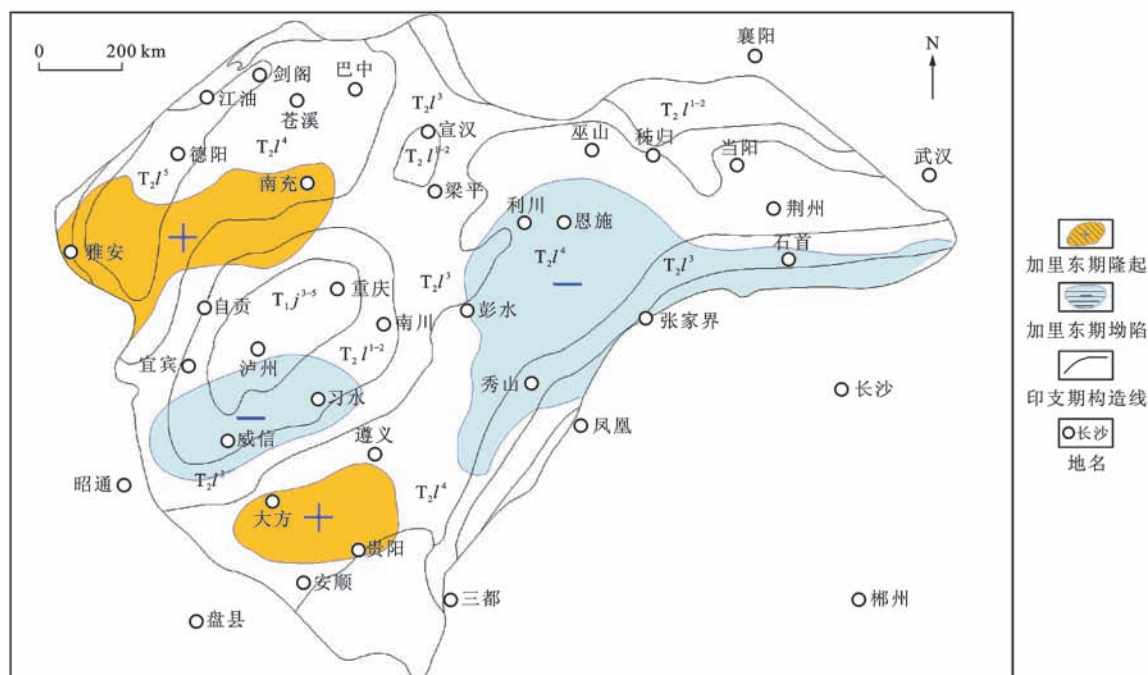 0 200 km
N
襄阳
剑阁
巴中
江油
苍溪
T₂l³
宣汉
T₂l¹⁻²
T₂l¹⁻²
巫山
秭归
当阳
武汉
德阳
T₂l⁴
T₂l⁵
南充
梁平
利川
恩施
荆州
雅安
+
T₂l⁴
T₂l³
石首
T₁j³⁻⁵
重庆
T₂l³
自贡
南川
彭水
张家界
宜宾
泸州
T₂l¹⁻²
习水
秀山
长沙
威信
遵义
凤凰
昭通
T₂l³
T₂l⁴
大方
+
贵阳
安顺
三都
郴州
盘县
加里东期隆起
加里东期坳陷
印支期构造线
长沙
地名